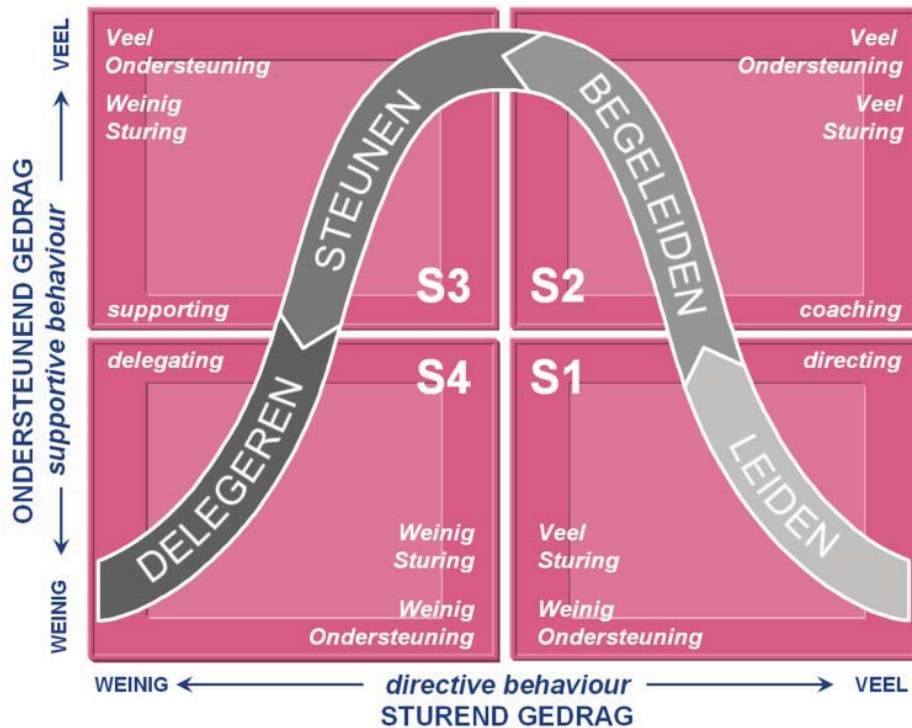 VEEL
ONDERSTEUNEND GEDRAG
supportive behaviour
WEINIG
Veel
Ondersteuning
Weinig
Sturing
STEUNEN
S3
supporting
Veel
Ondersteuning
Veel
Sturing
BEGELEIDEN
S2
coaching
delegating
S4
DELEGEREN
Weinig
Sturing
Weinig
Ondersteuning
directing
S1
LEIDEN
Veel
Sturing
Weinig
Ondersteuning
WEINIG
directive behaviour
VEEL
STUREND GEDRAG